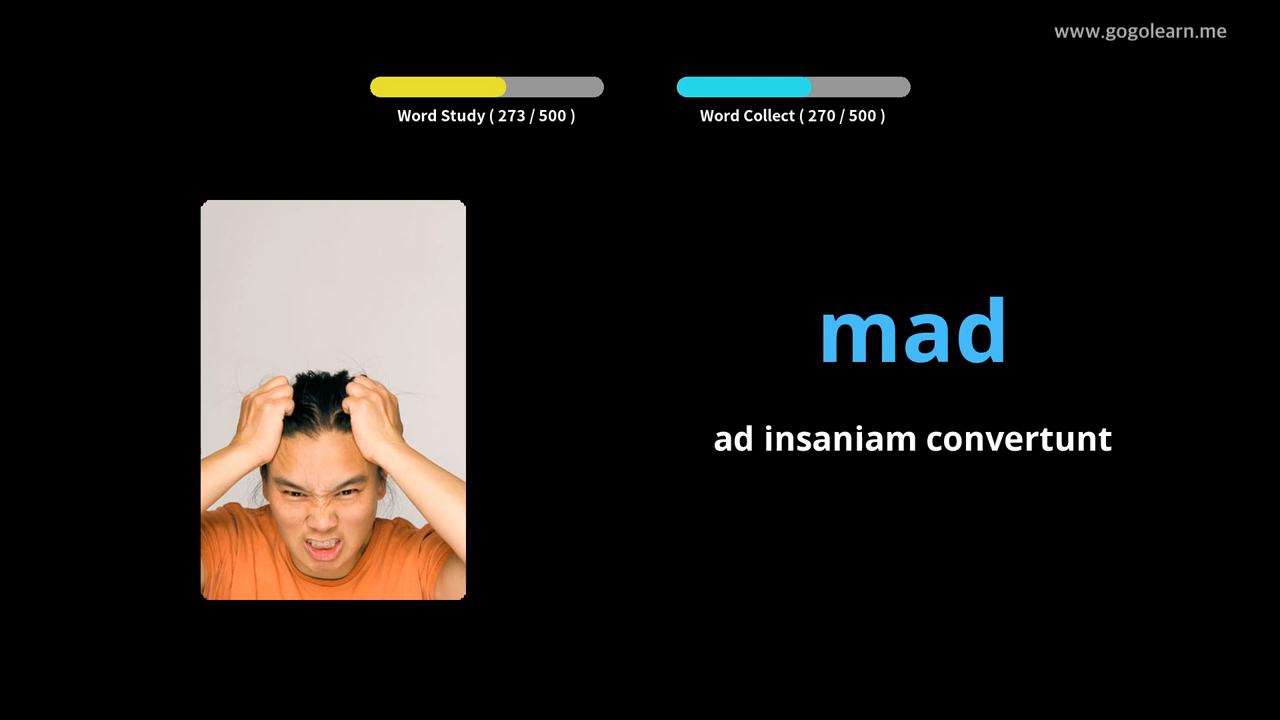 www.gogolearn.me
Word Study ( 273 / 500 )
Word Collect ( 270 / 500 )
mad
ad insaniam convertunt